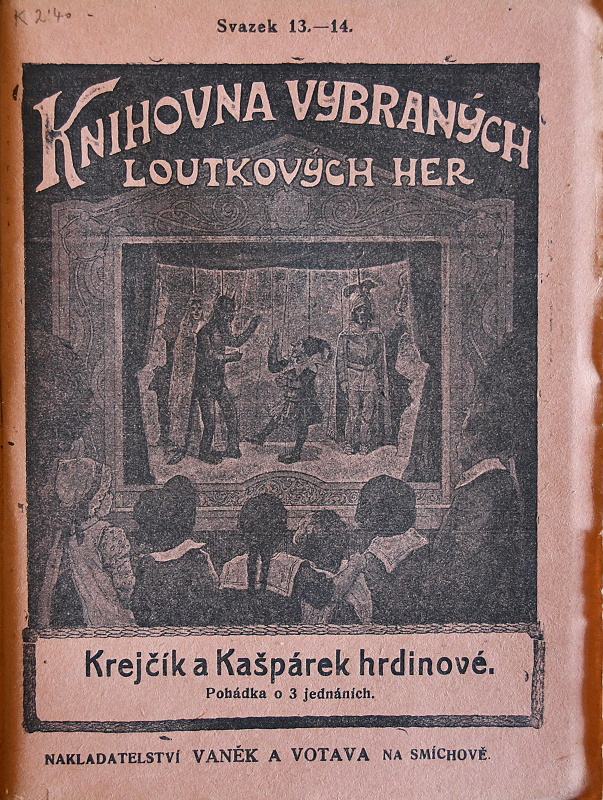 K 2·40 -
Svazek 13.—14.
KNIHOVNA VYBRANÝCH
LOUTKOVÝCH HER
Krejčík a Kašpárek hrdinové.
Pohádka o 3 jednáních.
NAKLADATELSTVÍ VANĚK A VOTAVA NA SMÍCHOVĚ.